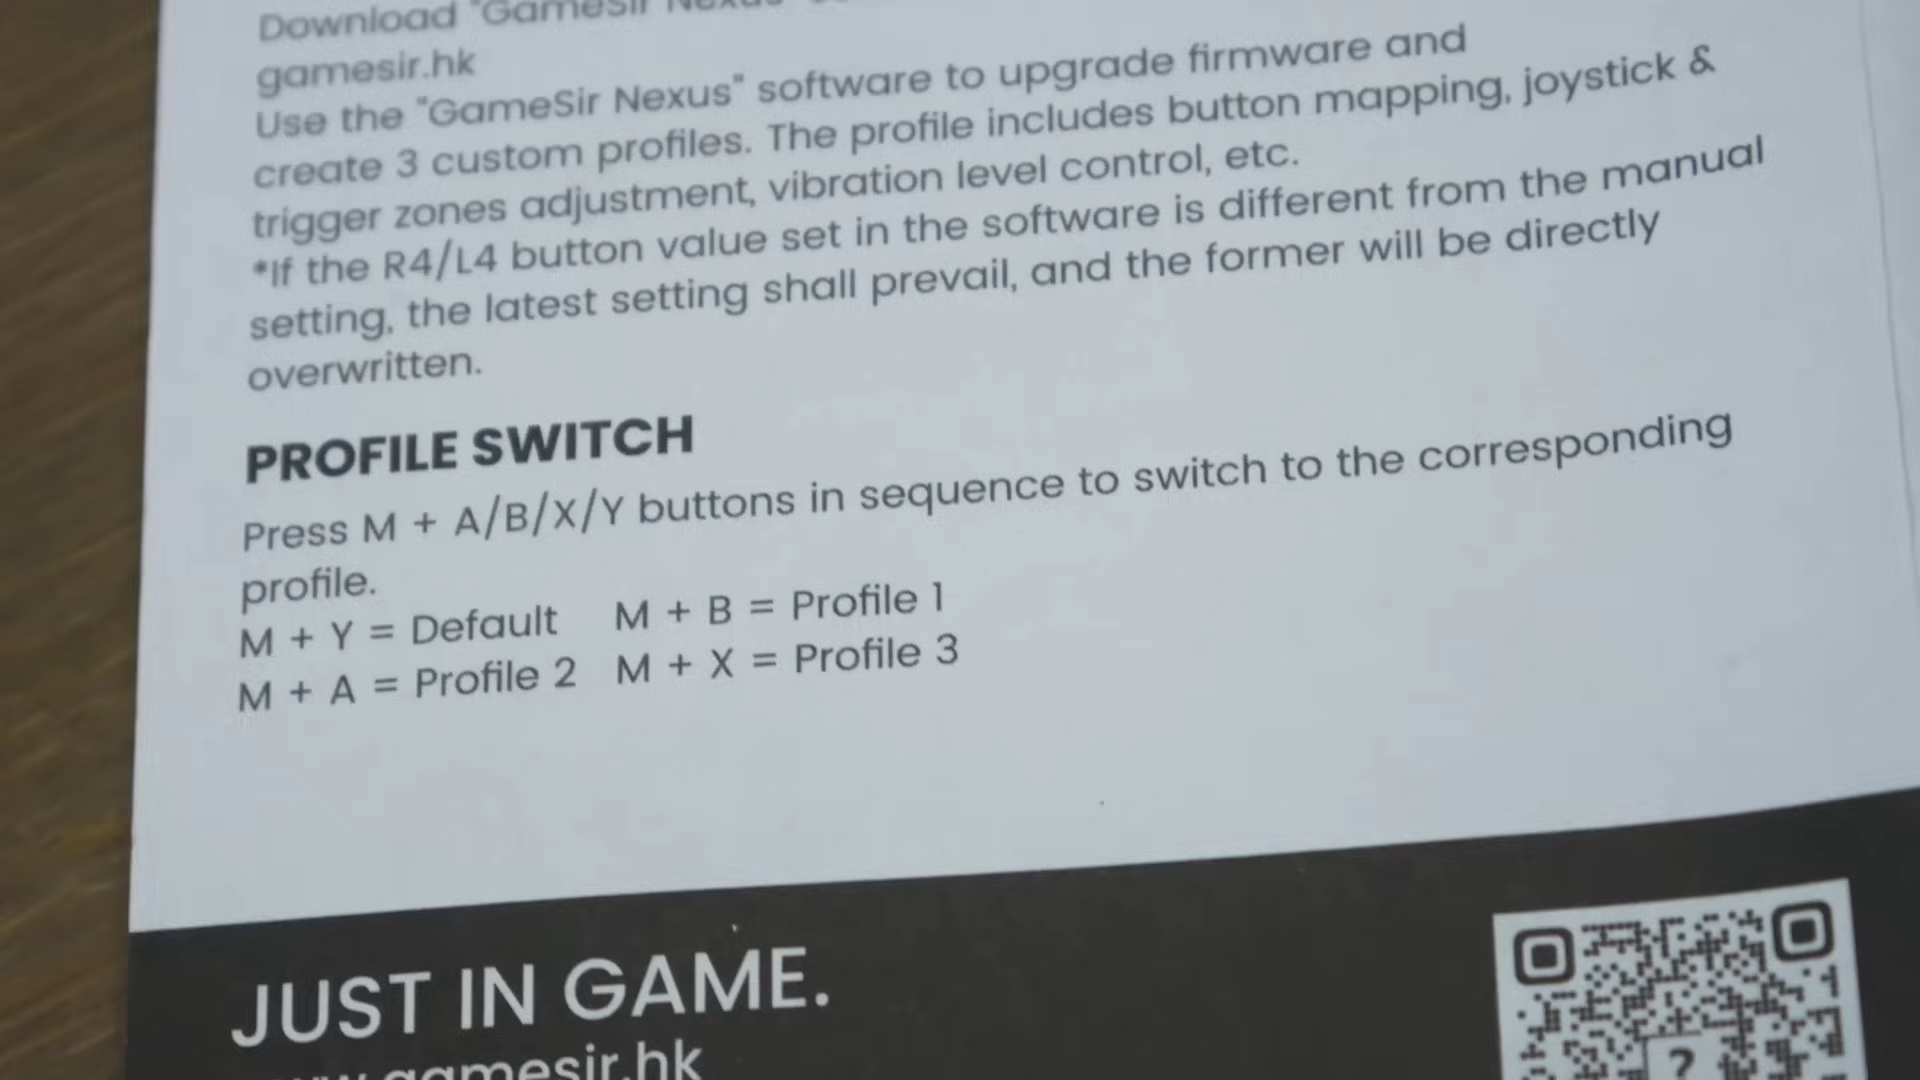 Download "GameSir Nexus"
gamesir.hk
Use the "GameSir Nexus" software to upgrade firmware and
create 3 custom profiles. The profile includes button mapping, joystick &
trigger zones adjustment, vibration level control, etc.
*If the R4/L4 button value set in the software is different from the manual
setting, the latest setting shall prevail, and the former will be directly
overwritten.
PROFILE SWITCH
Press M + A/B/X/Y buttons in sequence to switch to the corresponding
profile.
M + Y = Default M + B = Profile 1
M + A = Profile 2 M + X = Profile 3
JUST IN GAME.
www.gamesir.hk
?